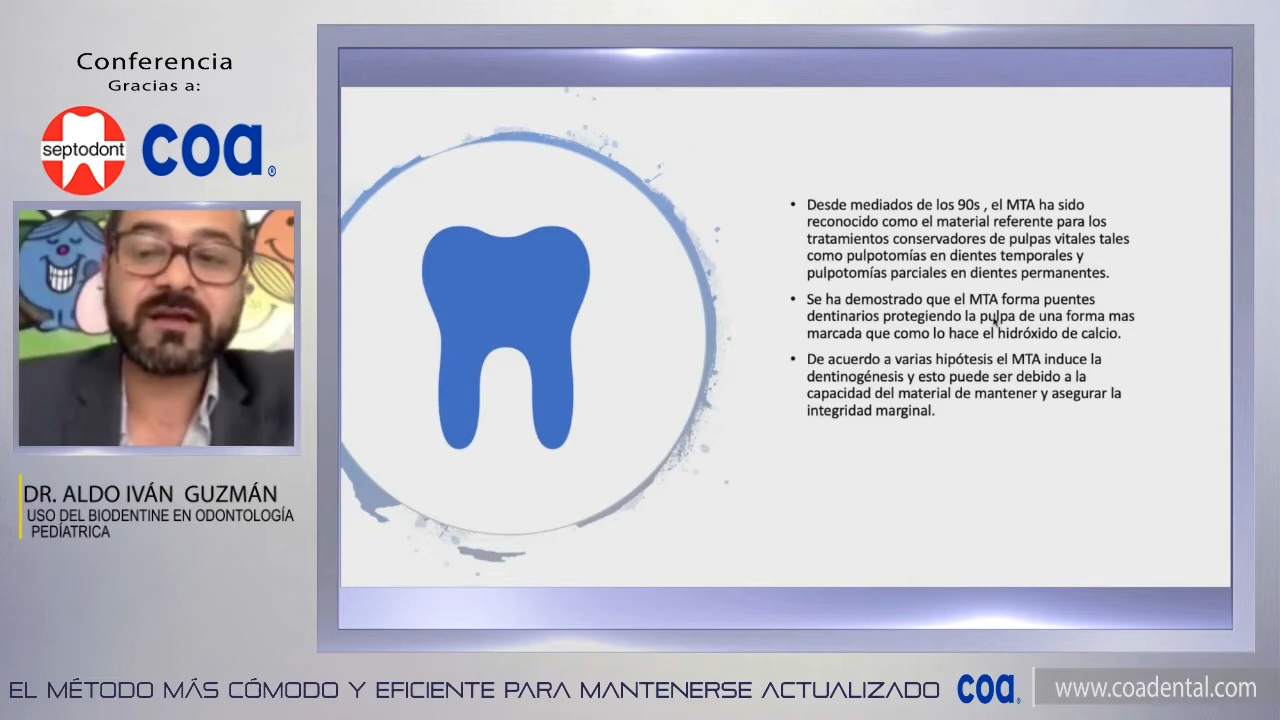 Conferencia
Gracias a:
septodont
coa®
DR. ALDO IVÁN GUZMÁN
USO DEL BIODENTINE EN ODONTOLOGÍA
PEDÍATRICA
• Desde mediados de los 90s , el MTA ha sido
reconocido como el material referente para los
tratamientos conservadores de pulpas vitales tales
como pulpotomías en dientes temporales y
pulpotomías parciales en dientes permanentes.
• Se ha demostrado que el MTA forma puentes
dentinarios protegiendo la pulpa de una forma mas
marcada que como lo hace el hidróxido de calcio.
• De acuerdo a varias hipótesis el MTA induce la
dentinogénesis y esto puede ser debido a la
capacidad del material de mantener y asegurar la
integridad marginal.
EL MÉTODO MÁS CÓMODO Y EFICIENTE PARA MANTENERSE ACTUALIZADO
coa®
www.coadental.com